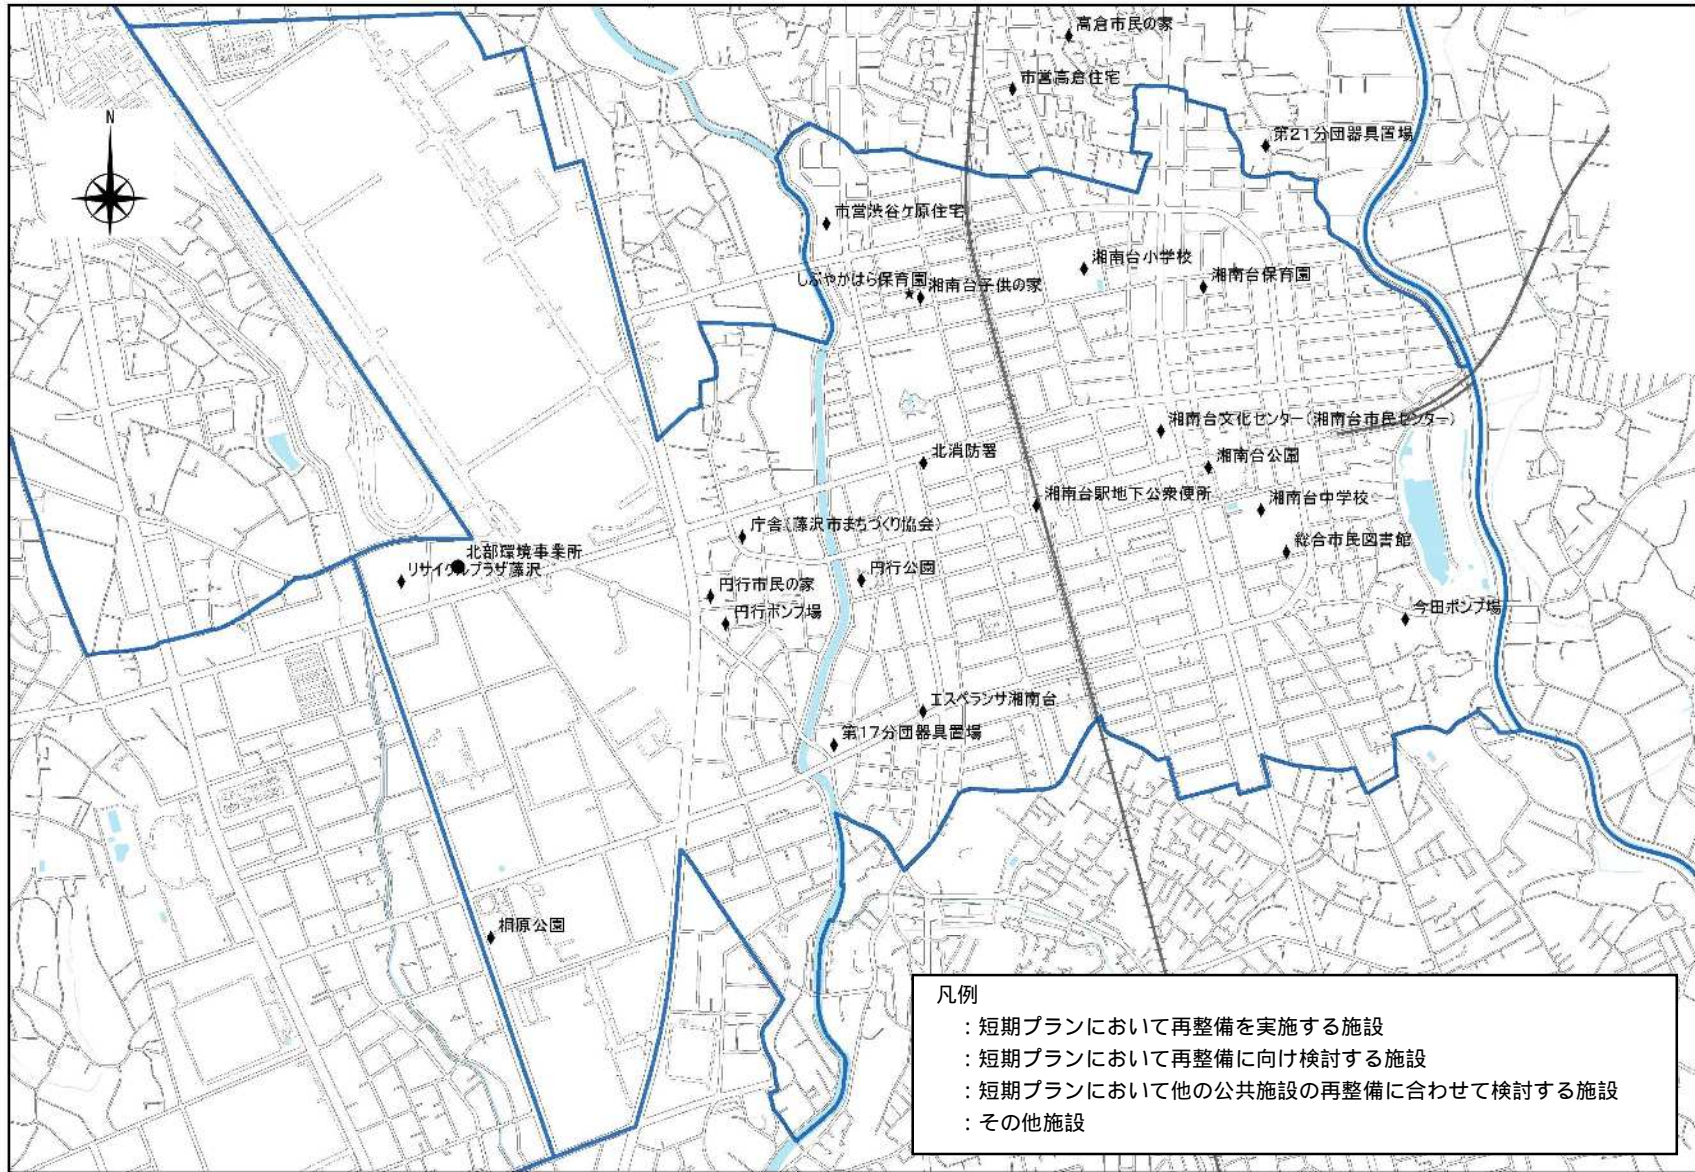 高倉市民の家
市営高倉住宅
N
第21分団器具置場
市営渋谷ケ原住宅
湘南台小学校
しぶやがはら保育園
湘南台子供の家
湘南台保育園
湘南台文化センター(湘南台市民センター)
北消防署
湘南台公園
湘南台駅地下公衆便所
湘南台中学校
庁舎(藤沢市まちづくり協会)
総合市民図書館
北部環境事業所
リサイクルプラザ藤沢
円行公園
円行市民の家
今田ポンプ場
円行ポンプ場
エスペランサ湘南台
第17分団器具置場
桐原公園
凡例
:短期プランにおいて再整備を実施する施設
:短期プランにおいて再整備に向け検討する施設
:短期プランにおいて他の公共施設の再整備に合わせて検討する施設
:その他施設